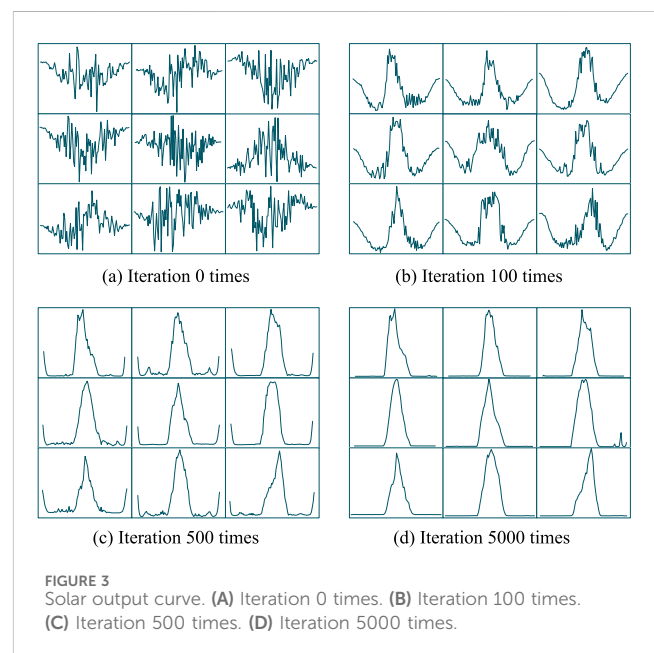 (a) Iteration 0 times
(b) Iteration 100 times
(c) Iteration 500 times
(d) Iteration 5000 times
FIGURE 3
Solar output curve. (A) Iteration 0 times. (B) Iteration 100 times.
(C) Iteration 500 times. (D) Iteration 5000 times.